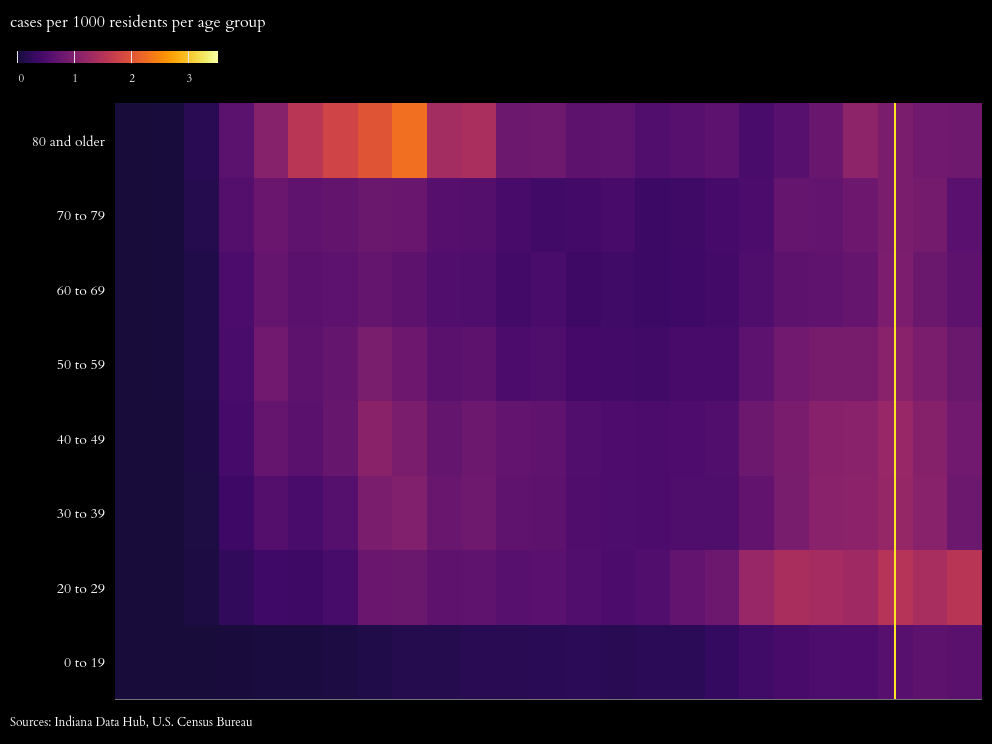 cases per 1000 residents per age group
0 1 2 3
80 and older
70 to 79
60 to 69
50 to 59
40 to 49
30 to 39
20 to 29
0 to 19
Sources: Indiana Data Hub, U.S. Census Bureau